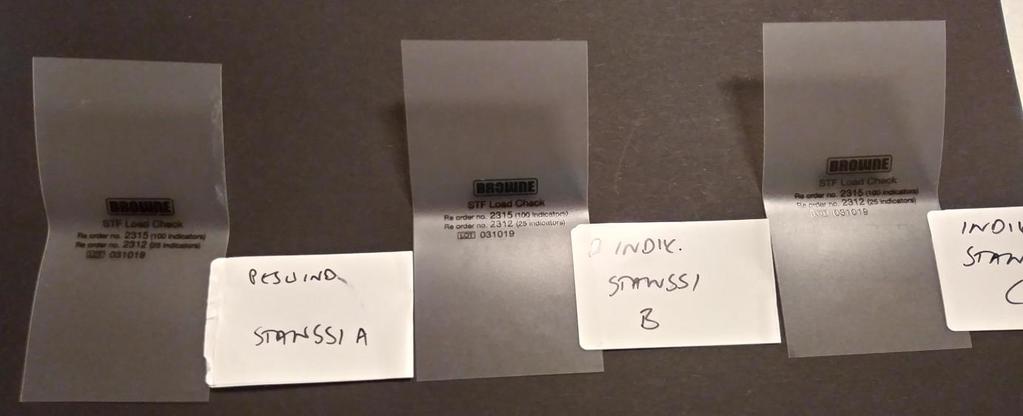 BROWNE
STF Load Check
Re order no. 2315 (100 indicators)
Re order no. 2312 (25 indicators)
LOT 031019
PESUIND.
STANSSI A
BROWNE
STF Load Check
Re order no. 2315 (100 indicators)
Re order no. 2312 (25 indicators)
LOT 031019
INDIK.
STANSSI
B
BROWNE
STF Load Check
Re order no. 2315 (100 indicators)
Re order no. 2312 (25 indicators)
LOT 031019
INDIK
STAN
C